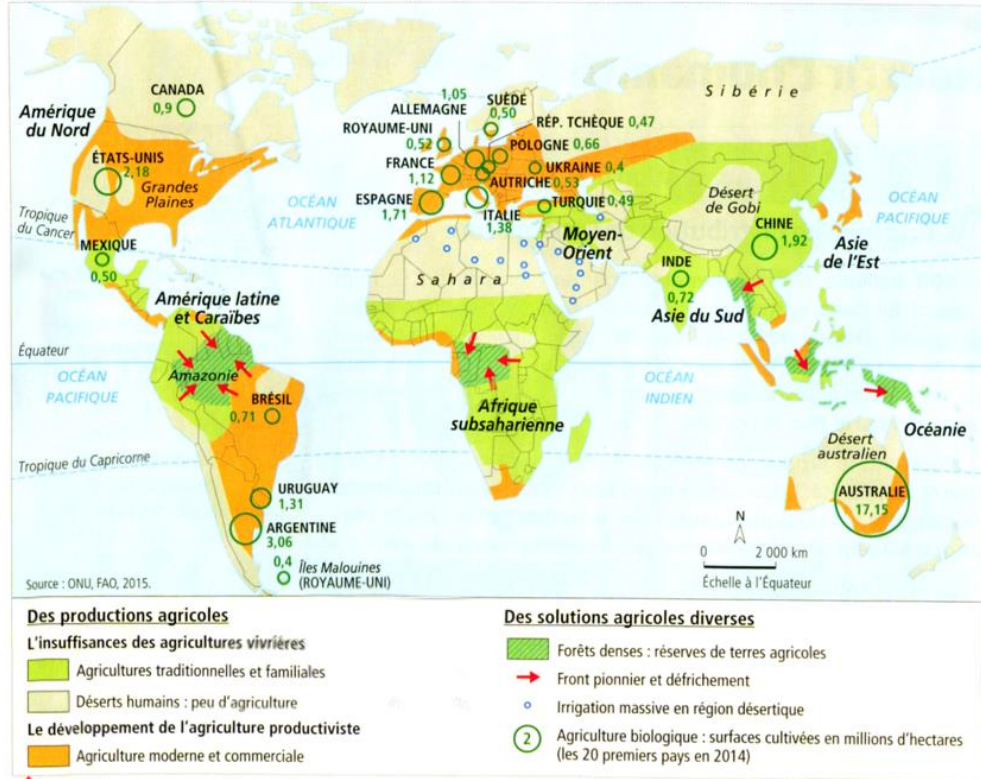 Amérique
du Nord
CANADA
0,9
ÉTATS-UNIS
2,18
Grandes
Plaines
Tropique
du Cancer
MEXIQUE
0,50
OCÉAN
ATLANTIQUE
1,05
ALLEMAGNE
SUÈDE
0,50
ROYAUME-UNI
0,52
RÉP. TCHÈQUE 0,47
POLOGNE 0,66
FRANCE
1,12
UKRAINE 0,4
AUTRICHE 0,53
ESPAGNE
1,71
ITALIE
1,38
TURQUIE 0,49
Sibérie
Désert
de Gobi
CHINE
1,92
OCÉAN
PACIFIQUE
Asie
de l'Est
Moyen-
Orient
INDE
0,72
Asie du Sud
Sahara
Amérique latine
et Caraïbes
Équateur
OCÉAN
PACIFIQUE
Amazonie
BRÉSIL
0,71
Afrique
subsaharienne
OCÉAN
INDIEN
Océanie
Tropique du Capricorne
Désert
australien
AUSTRALIE
17,15
URUGUAY
1,31
ARGENTINE
3,06
0,4
Îles Malouines
(ROYAUME-UNI)
N
0 2 000 km
Échelle à l'Équateur
Source : ONU, FAO, 2015.
Des productions agricoles
L'insuffisances des agricultures vivrières
Agricultures traditionnelles et familiales
Déserts humains : peu d'agriculture
Le développement de l'agriculture productiviste
Agriculture moderne et commerciale
Des solutions agricoles diverses
Forêts denses : réserves de terres agricoles
Front pionnier et défrichement
Irrigation massive en région désertique
2
Agriculture biologique : surfaces cultivées en millions d'hectares
(les 20 premiers pays en 2014)